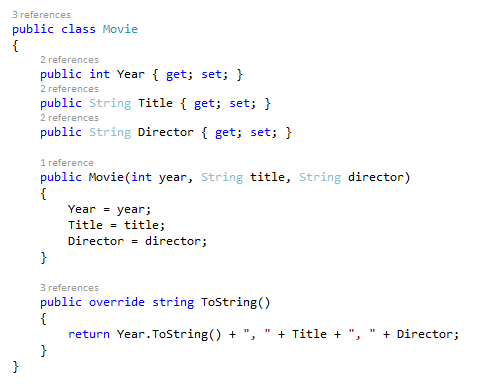 3 references
public class Movie
{
2 references
public int Year { get; set; }
2 references
public String Title { get; set; }
2 references
public String Director { get; set; }
1 reference
public Movie(int year, String title, String director)
{
Year = year;
Title = title;
Director = director;
}
3 references
public override string ToString()
{
return Year.ToString() + ", " + Title + ", " + Director;
}
}